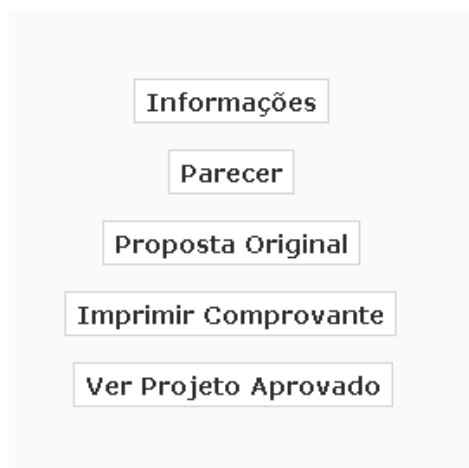 Informações
Parecer
Proposta Original
Imprimir Comprovante
Ver Projeto Aprovado